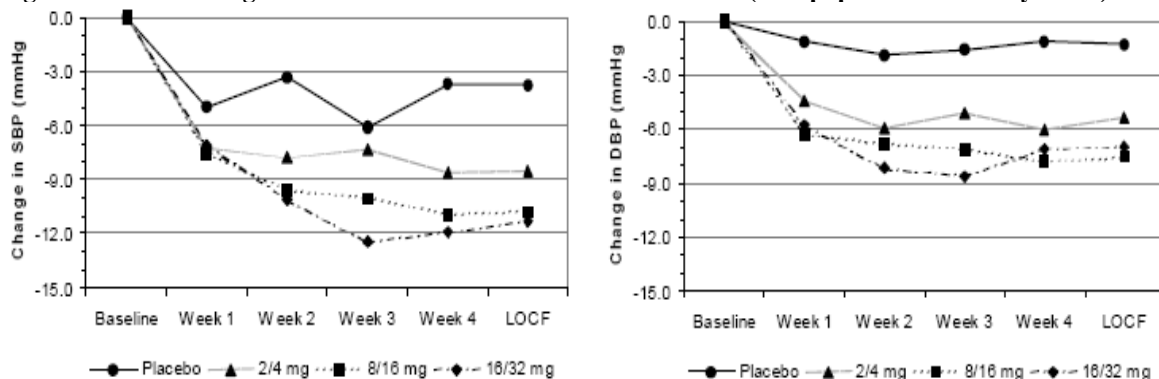 Change in SBP (mmHg)
0.0
-3.0
-6.0
-9.0
-12.0
-15.0
Baseline Week 1 Week 2 Week 3 Week 4 LOCF
Placebo 2/4 mg 8/16 mg 16/32 mg
Change in DBP (mmHg)
0.0
-3.0
-6.0
-9.0
-12.0
-15.0
Baseline Week 1 Week 2 Week 3 Week 4 LOCF
Placebo 2/4 mg 8/16 mg 16/32 mg